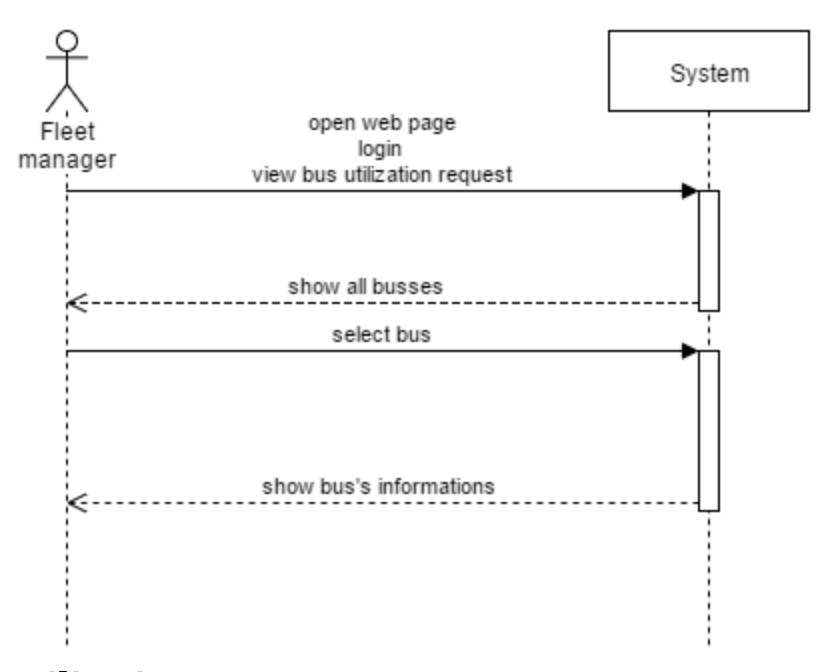 System
Fleet
manager
open web page
login
view bus utilization request
show all busses
select bus
show bus's informations